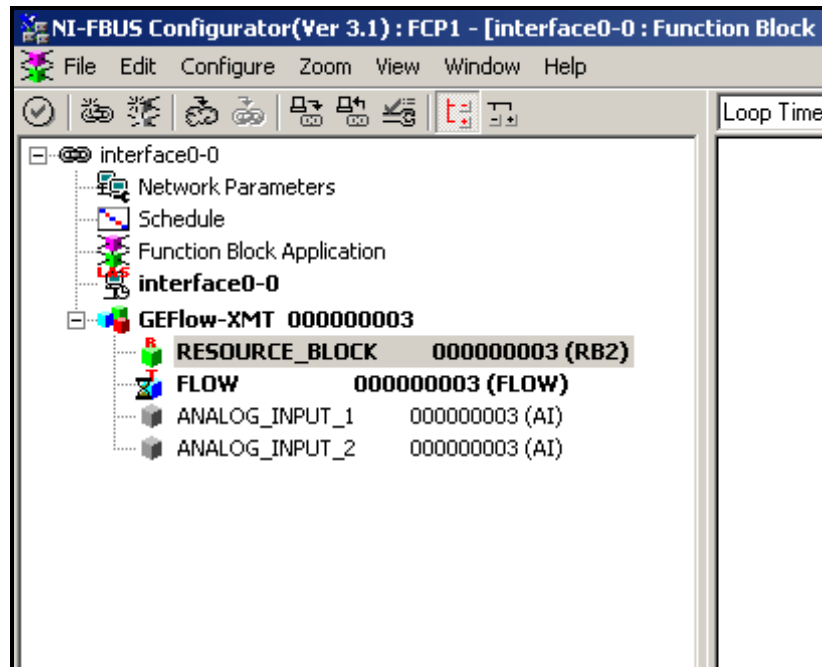 NI-FBUS Configurator(Ver 3.1) : FCP1 - [interface0-0 : Function Block
File Edit Configure Zoom View Window Help
Loop Time
interface0-0
Network Parameters
Schedule
Function Block Application
LAS
interface0-0
GEFlow-XMT 000000003
R
RESOURCE_BLOCK 000000003 (RB2)
T
FLOW 000000003 (FLOW)
ANALOG_INPUT_1 000000003 (AI)
ANALOG_INPUT_2 000000003 (AI)